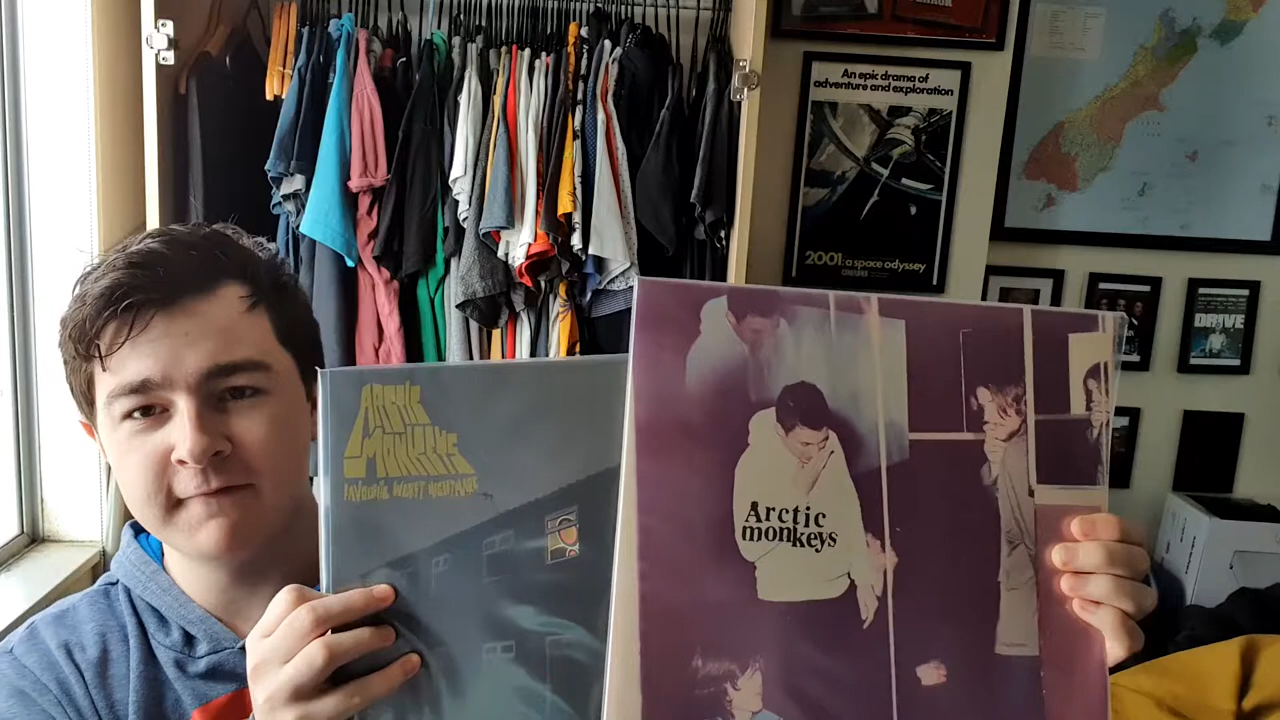 An epic drama of
adventure and exploration
2001: a space odyssey
DRIVE
ARCTIC
MONKEYS
FAVOURITE WORST NIGHTMARE
Arctic
monkeys